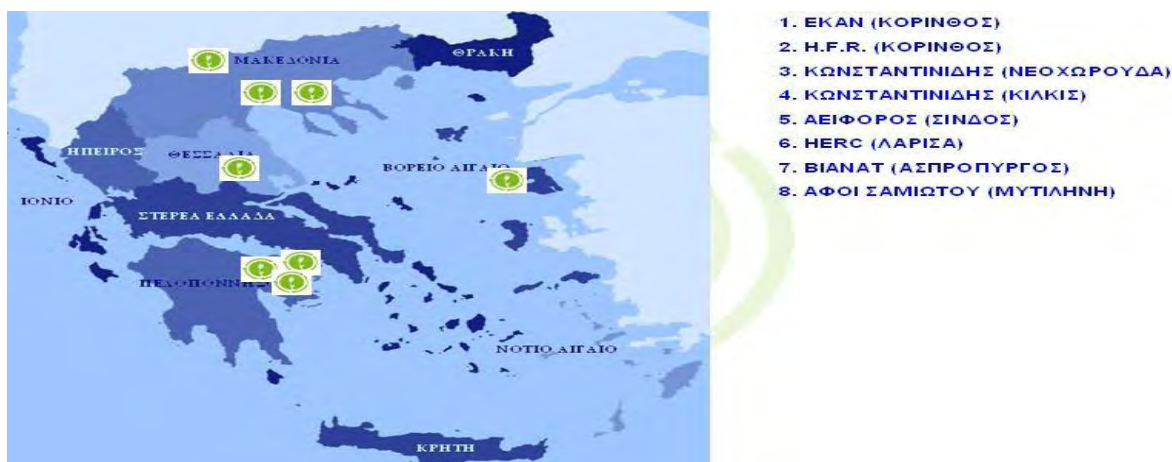 ΘΡΑΚΗ
ΜΑΚΕΔΟΝΙΑ
ΗΠΕΙΡΟΣ
ΘΕΣΣΑΛΙΑ
ΒΟΡΕΙΟ ΑΙΓΑΙΟ
ΙΟΝΙΟ
ΣΤΕΡΕΑ ΕΛΛΑΔΑ
ΠΕΛΟΠΟΝΝΗΣ
ΝΟΤΙΟ ΑΙΓΑΙΟ
ΚΡΗΤΗ
1. ΕΚΑΝ (ΚΟΡΙΝΘΟΣ)
2. H.F.R. (ΚΟΡΙΝΘΟΣ)
3. ΚΩΝΣΤΑΝΤΙΝΙΔΗΣ (ΝΕΟΧΩΡΟΥΔΑ)
4. ΚΩΝΣΤΑΝΤΙΝΙΔΗΣ (ΚΙΛΚΙΣ)
5. ΑΕΙΦΟΡΟΣ (ΣΙΝΔΟΣ)
6. HERC (ΛΑΡΙΣΑ)
7. ΒΙΑΝΑΤ (ΑΣΠΡΟΠΥΡΓΟΣ)
8. ΑΦΟΙ ΣΑΜΙΩΤΟΥ (ΜΥΤΙΛΗΝΗ)